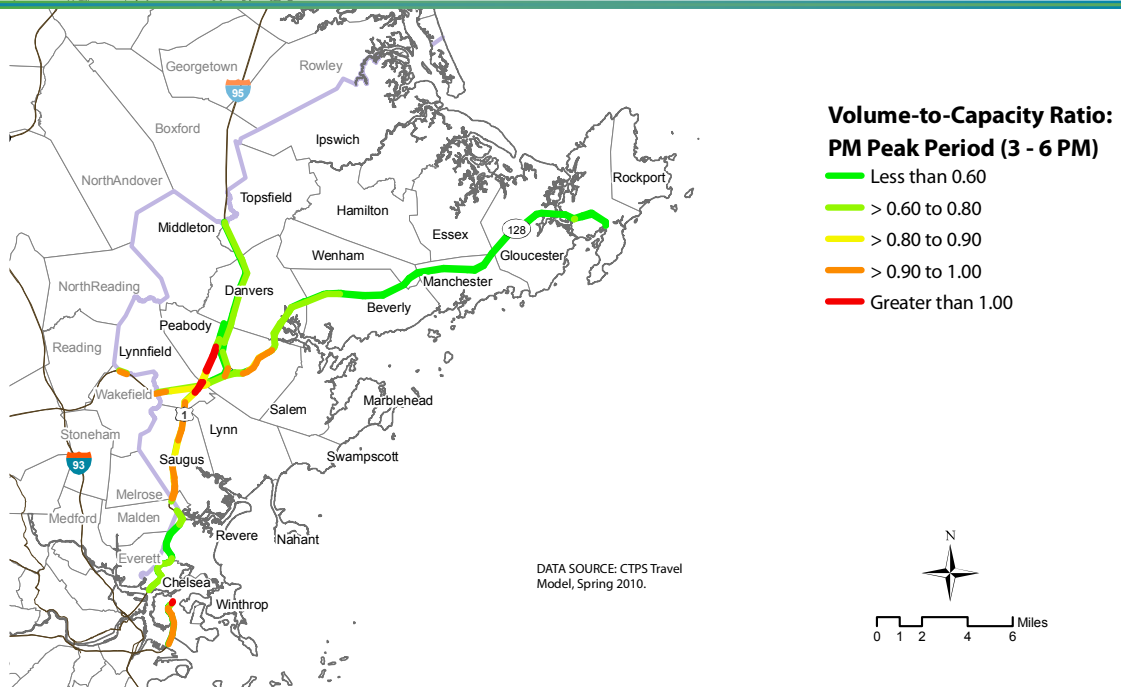 Georgetown
Rowley
95
Boxford
Ipswich
NorthAndover
Rockport
Topsfield
Hamilton
Middleton
Essex
128
Wenham
Gloucester
Manchester
NorthReading
Danvers
Beverly
Peabody
Reading
Lynnfield
Wakefield
Marblehead
Salem
1
Lynn
Stoneham
Swampscott
Saugus
93
Melrose
Medford
Malden
Revere
Nahant
Everett
Chelsea
Winthrop
Volume-to-Capacity Ratio:
PM Peak Period (3 - 6 PM)
Less than 0.60
> 0.60 to 0.80
> 0.80 to 0.90
> 0.90 to 1.00
Greater than 1.00
DATA SOURCE: CTPS Travel
Model, Spring 2010.
N
Miles
0 1 2 4 6